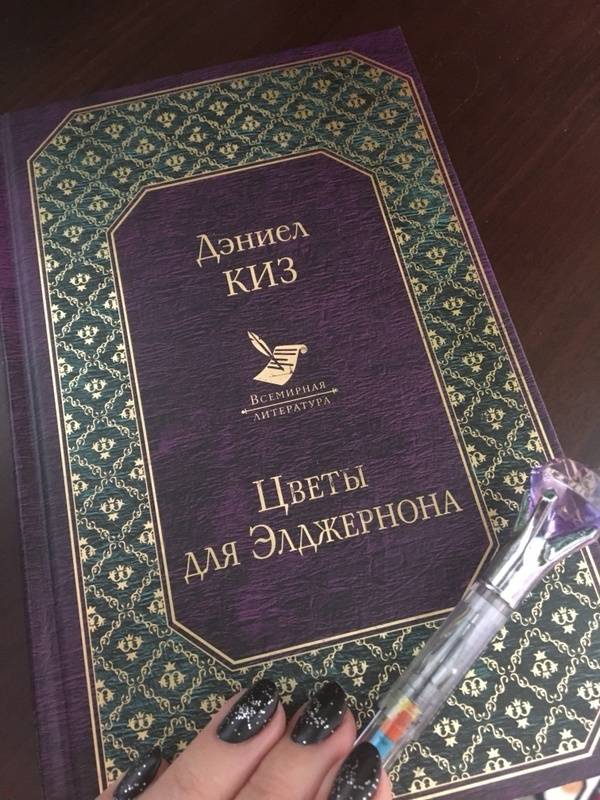 Дэниел
КИЗ
Всемирная
литература
Цветы
для Элджернона